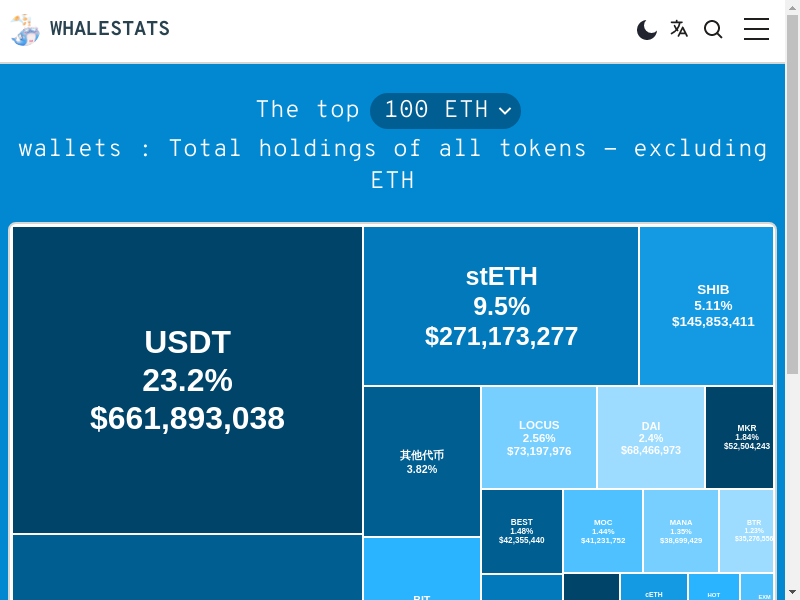 WHALESTATS
The top 100 ETH
wallets : Total holdings of all tokens – excluding
ETH
USDT
23.2%
$661,893,038
stETH
9.5%
$271,173,277
SHIB
5.11%
$145,853,411
其他代币
3.82%
LOCUS
2.56%
$73,197,976
DAI
2.4%
$68,466,973
MKR
1.84%
$52,504,243
BEST
1.48%
$42,355,440
MOC
1.44%
$41,231,752
MANA
1.35%
$38,699,429
BTR
1.23%
$35,276,550
BIT
cETH
HOT
EXM